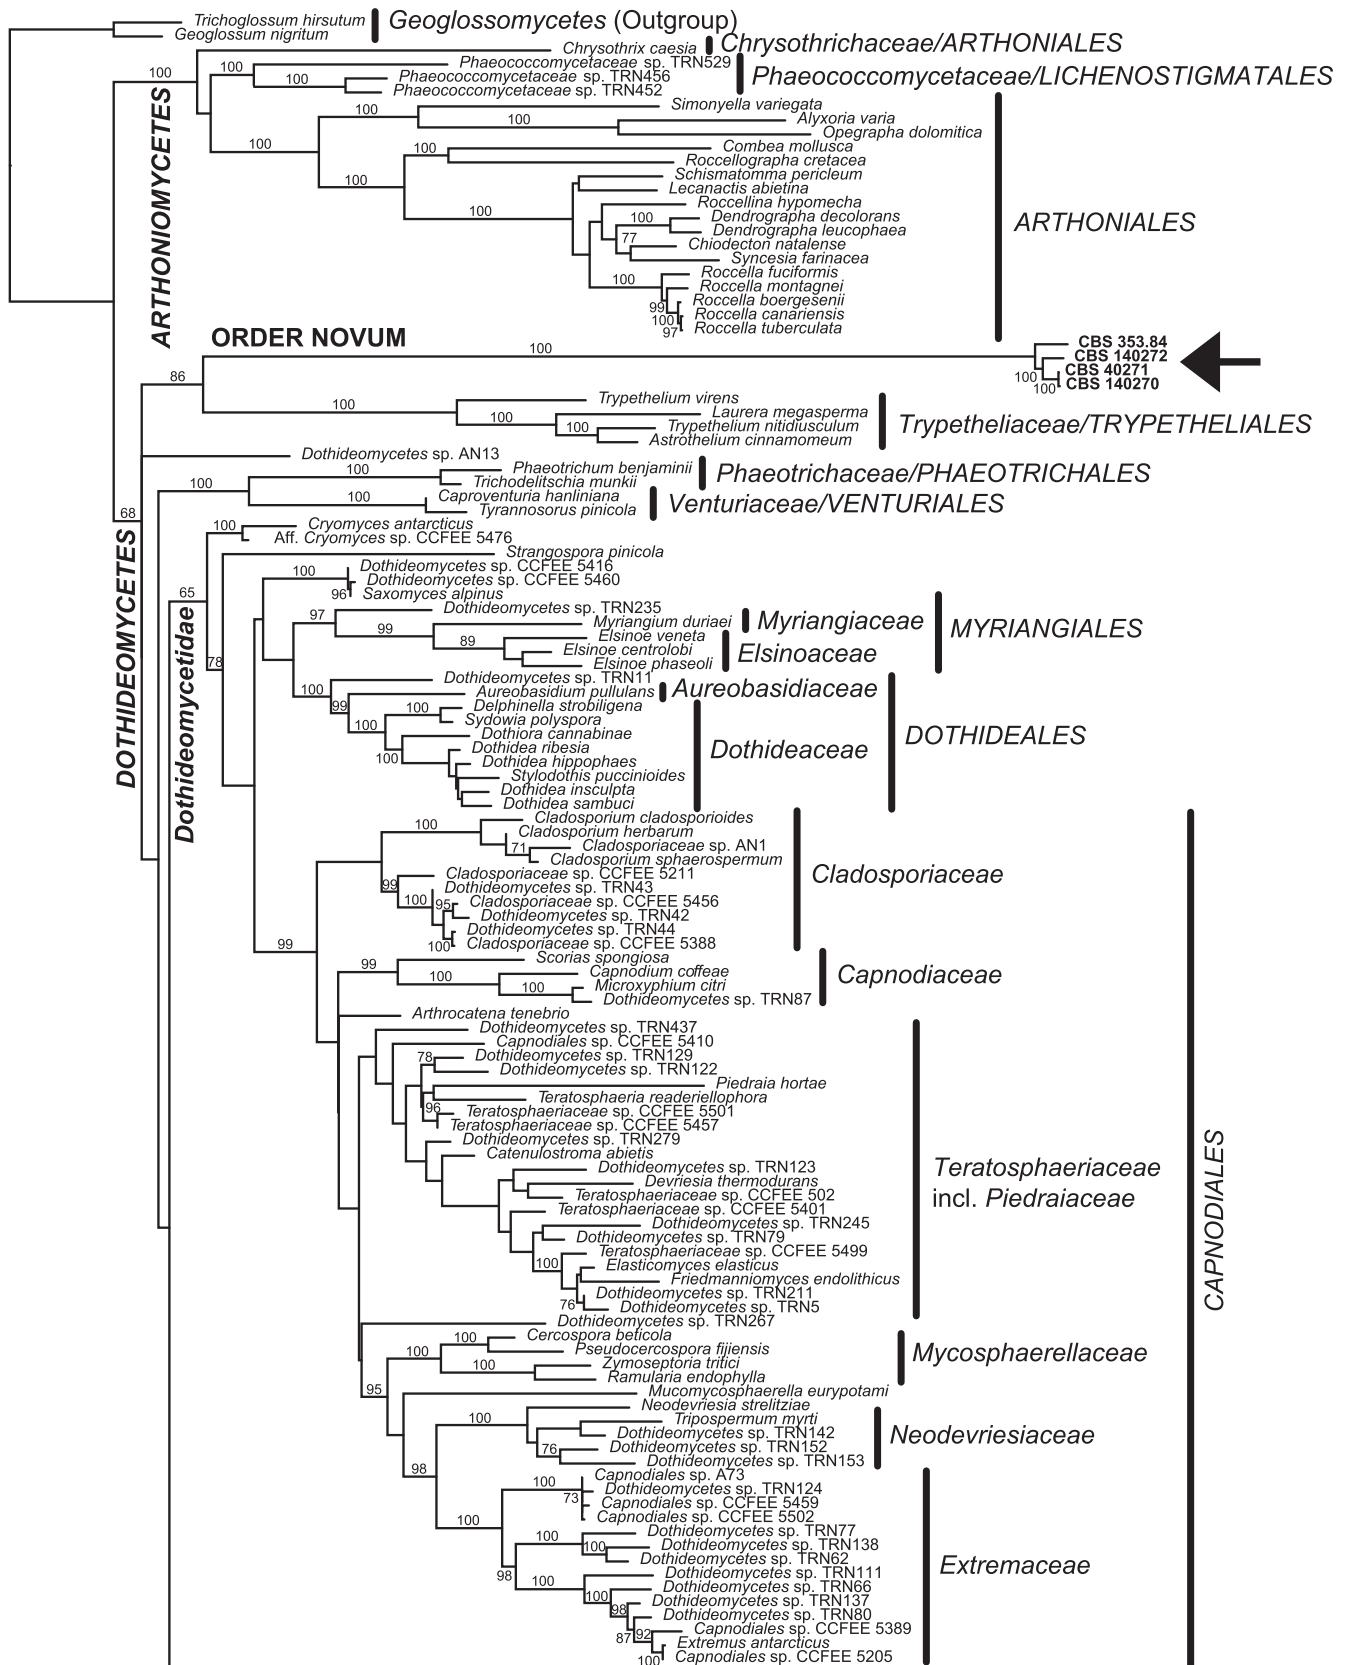 Trichoglossum hirsutum
Geoglossum nigritum
Geoglossomycetes (Outgroup)
Chrysothrix caesia
Chrysothrichaceae/ARTHONIALES
100
100
Phaeococcomycetaceae sp. TRN529
100
Phaeococcomycetaceae sp. TRN456
Phaeococcomycetaceae sp. TRN452
Phaeococcomycetaceae/LICHENOSTIGMATALES
ARTHONIOMYCETES
Simonyella variegata
100
Alyxoria varia
100
Opegrapha dolomitica
100
Combea mollusca
100
Roccellographa cretacea
100
Schismatomma pericleum
Lecanactis abietina
100
Roccellina hypomecha
Dendrographa decolorans
100
Dendrographa leucophaea
77
Chiodecton natalense
Syncesia farinacea
Roccella fuciformis
100
Roccella montagnei
Roccella boergesenii
99
Roccella canariensis
100
Roccella tuberculata
97
ARTHONIALES
ORDER NOVUM
100
CBS 353.84
CBS 140272
CBS 40271
CBS 140270
100
100
86
Trypethelium virens
100
Laurera megasperma
100
Trypethelium nitidiusculum
100
Astrothelium cinnamomeum
Trypetheliaceae/TRYPETHELIALES
Dothideomycetes sp. AN13
Phaeotrichum benjaminii
100
Trichodelitschia munkii
Phaeotrichaceae/PHAEOTRICHALES
100
Caproventuria hanliniana
100
Tyrannosorus pinicola
Venturiaceae/VENTURIALES
68
DOTHIDEOMYCETES
Cryomyces antarcticus
100
Aff. Cryomyces sp. CCFEE 5476
Strangospora pinicola
65
Dothideomycetidae
78
Dothideomycetes sp. CCFEE 5416
100
Dothideomycetes sp. CCFEE 5460
Saxomyces alpinus
96
Dothideomycetes sp. TRN235
97
Myriangium duriaei
Myriangiaceae
99
Elsinoe veneta
89
Elsinoe centrolobi
Elsinoe phaseoli
Elsinoaceae
MYRIANGIALES
Dothideomycetes sp. TRN11
100
Aureobasidium pullulans
Aureobasidiaceae
99
Delphinella strobiligena
100
Sydowia polyspora
100
Dothiora cannabinae
Dothidea ribesia
100
Dothidea hippophaes
Stylodothis puccinioides
Dothidea insculpta
Dothidea sambuci
Dothideaceae
DOTHIDEALES
Cladosporium cladosporioides
100
Cladosporium herbarum
Cladosporiaceae sp. AN1
71
Cladosporium sphaerospermum
Cladosporiaceae sp. CCFEE 5211
99
Dothideomycetes sp. TRN43
100
Cladosporiaceae sp. CCFEE 5456
95
Dothideomycetes sp. TRN42
Dothideomycetes sp. TRN44
Cladosporiaceae sp. CCFEE 5388
100
Cladosporiaceae
99
Scorias spongiosa
99
Capnodium coffeae
100
Microxyphium citri
100
Dothideomycetes sp. TRN87
Capnodiaceae
Arthrocatena tenebrio
Dothideomycetes sp. TRN437
Capnodiales sp. CCFEE 5410
Dothideomycetes sp. TRN129
78
Dothideomycetes sp. TRN122
Piedraia hortae
Teratosphaeria readeriellophora
96
Teratosphaeriaceae sp. CCFEE 5501
Teratosphaeriaceae sp. CCFEE 5457
Dothideomycetes sp. TRN279
Catenulostroma abietis
Dothideomycetes sp. TRN123
Devriesia thermodurans
Teratosphaeriaceae sp. CCFEE 502
Teratosphaeriaceae sp. CCFEE 5401
Dothideomycetes sp. TRN245
Dothideomycetes sp. TRN79
Teratosphaeriaceae sp. CCFEE 5499
100
Elasticomyces elasticus
Friedmanniomyces endolithicus
Dothideomycetes sp. TRN211
76
Dothideomycetes sp. TRN5
Teratosphaeriaceae
incl. Piedraiaceae
CAPNODIALES
Dothideomycetes sp. TRN267
Cercospora beticola
100
Pseudocercospora fijiensis
100
Zymoseptoria tritici
100
Ramularia endophylla
Mycosphaerellaceae
95
Mucomycosphaerella eurypotami
Neodevriesia strelitziae
100
Tripospermum myrti
Dothideomycetes sp. TRN142
Dothideomycetes sp. TRN152
76
Dothideomycetes sp. TRN153
Neodevriesiaceae
98
Capnodiales sp. A73
100
Dothideomycetes sp. TRN124
73
Capnodiales sp. CCFEE 5459
Capnodiales sp. CCFEE 5502
100
Dothideomycetes sp. TRN77
100
Dothideomycetes sp. TRN138
100
Dothideomycetes sp. TRN62
98
Dothideomycetes sp. TRN111
100
Dothideomycetes sp. TRN66
100
Dothideomycetes sp. TRN137
98
Dothideomycetes sp. TRN80
Capnodiales sp. CCFEE 5389
87
92
Extremus antarcticus
Capnodiales sp. CCFEE 5205
100
Extremaceae